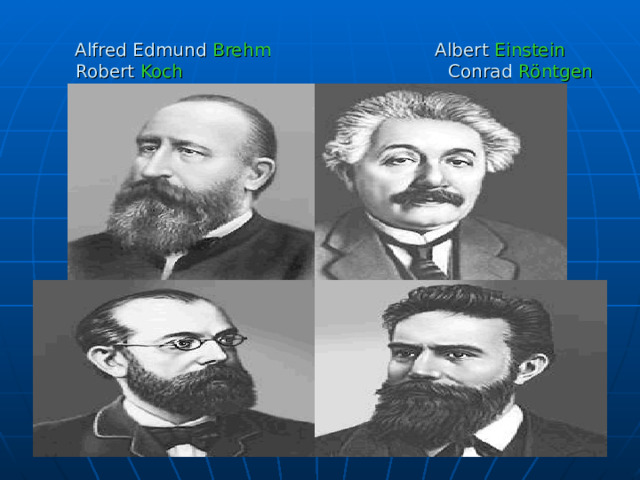 Alfred Edmund Brehm Albert Einstein
Robert Koch Conrad Röntgen